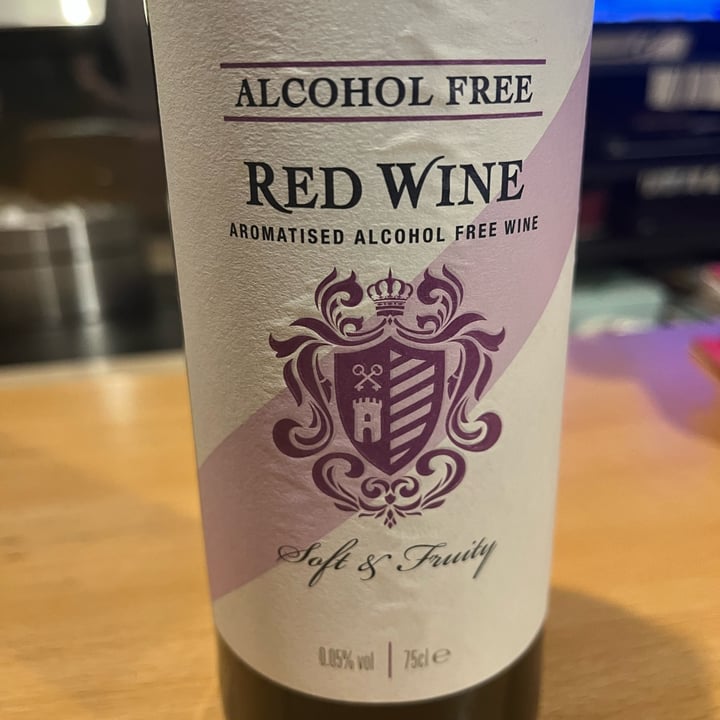 ALCOHOL FREE
RED WINE
AROMATISED ALCOHOL FREE WINE
Soft & Fruity
0.05% vol | 75cl ℮